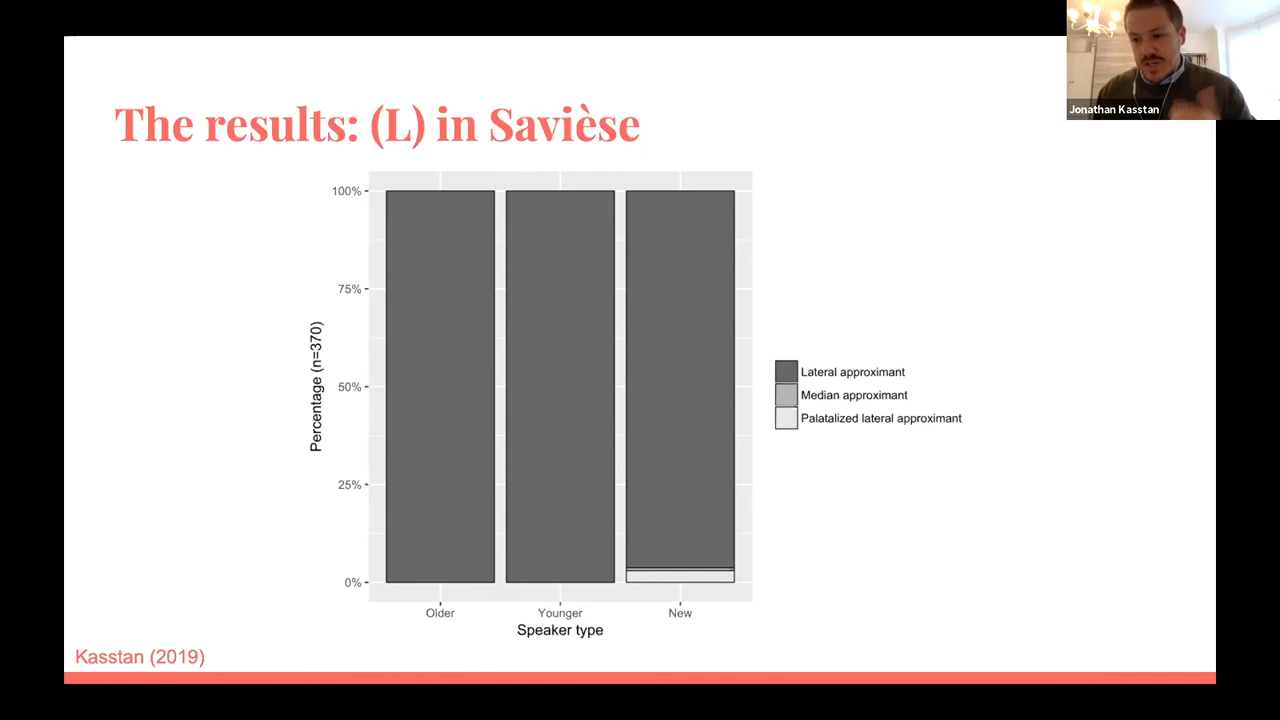 Jonathan Kasstan
The results: (L) in Savièse
Percentage (n=370)
100%
75%
50%
25%
0%
Older Younger New
Speaker type
Lateral approximant
Median approximant
Palatalized lateral approximant
Kasstan (2019)